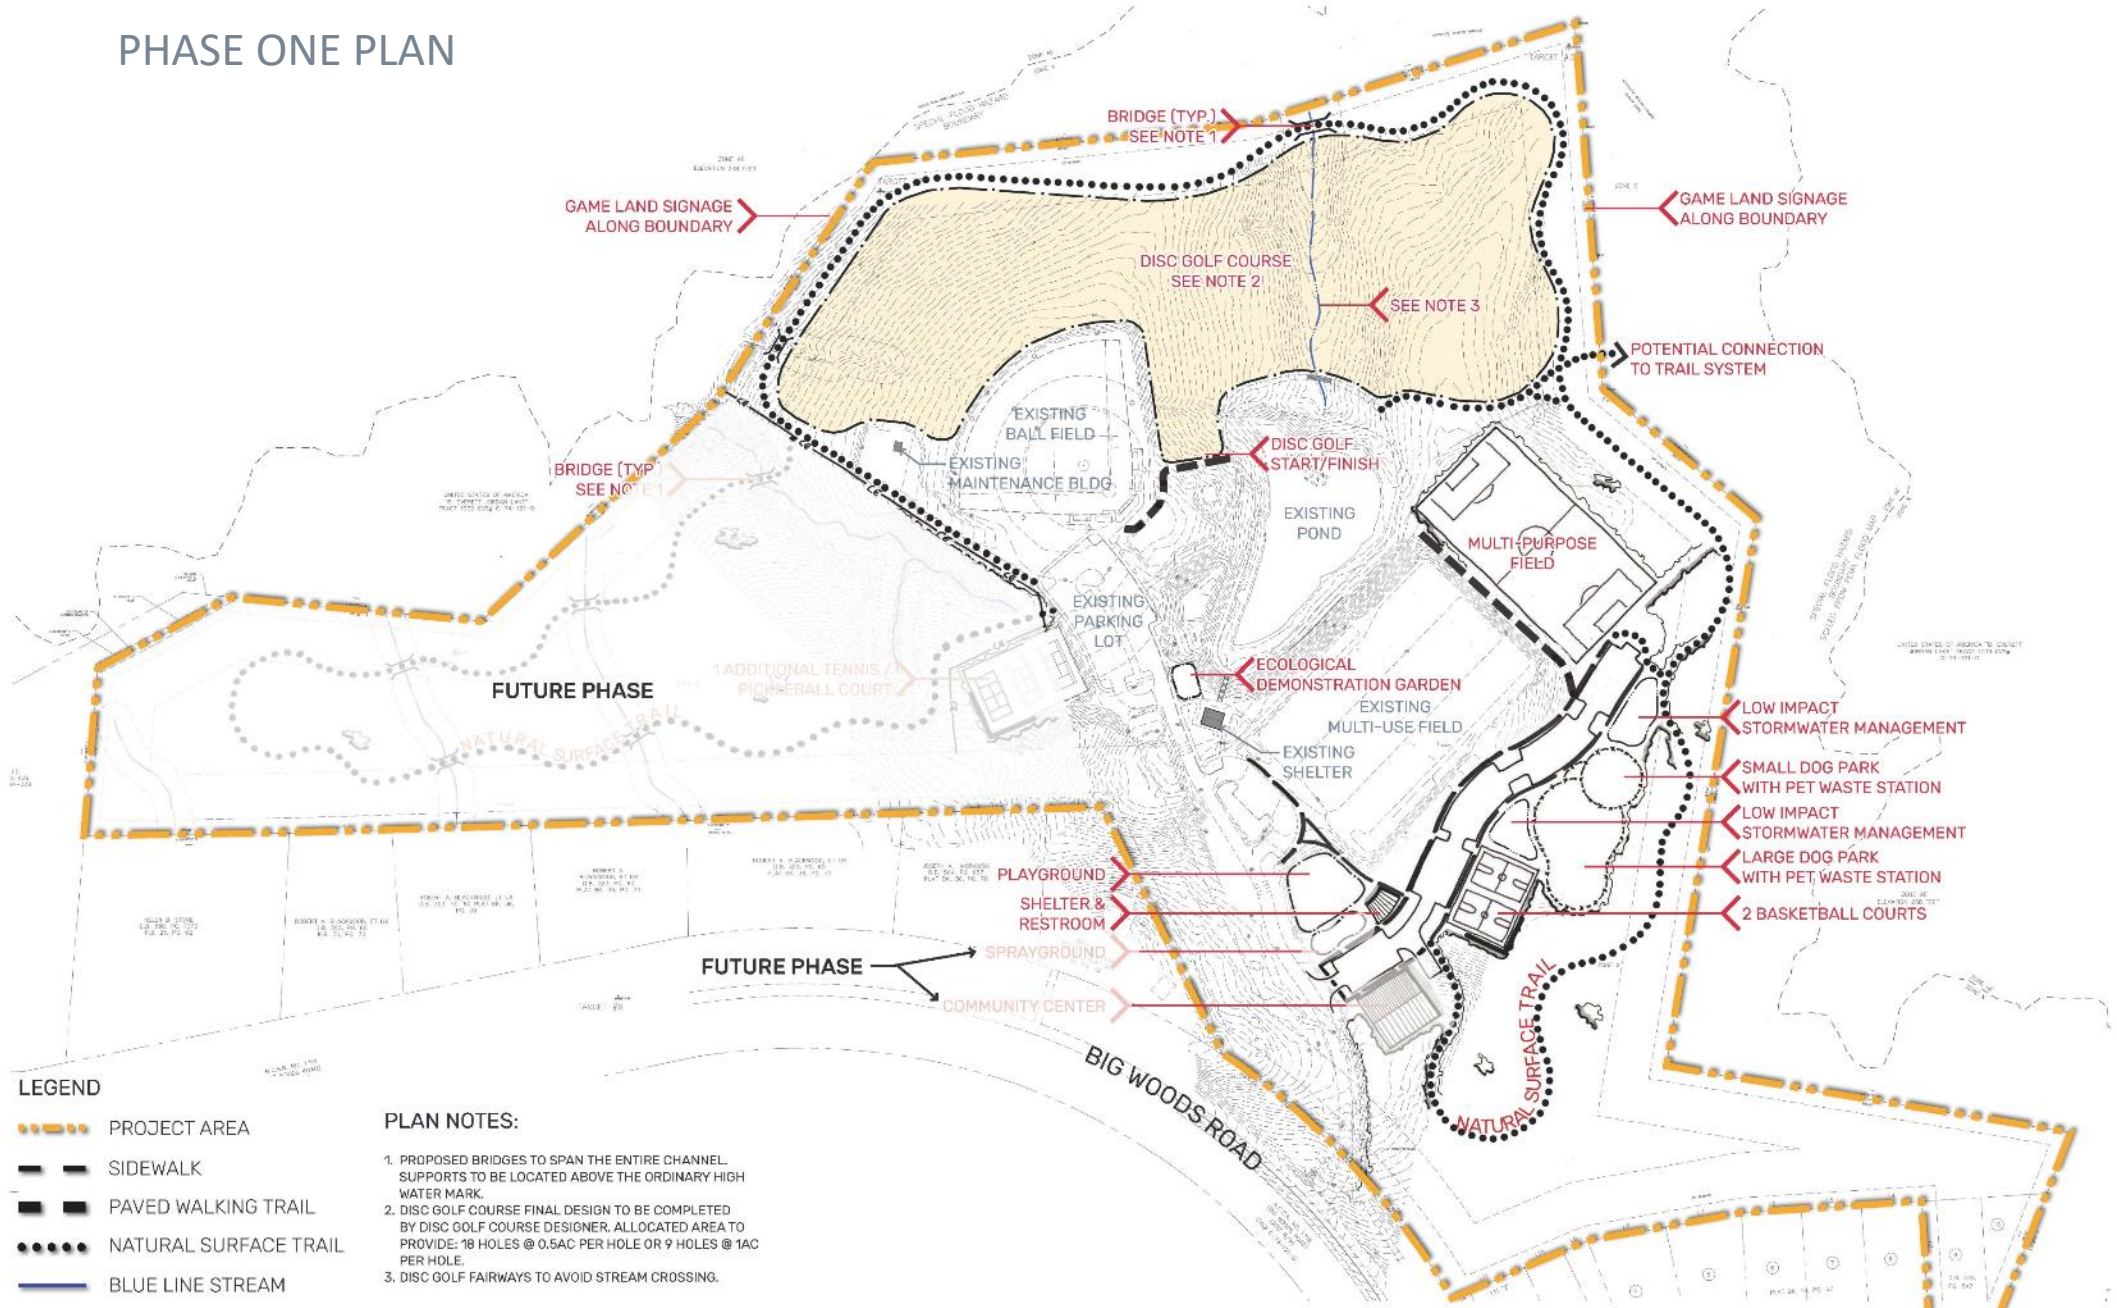 PHASE ONE PLAN
SPECIAL FLOOD HAZARD
BOUNDARY
TARGET
BRIDGE (TYP.)
SEE NOTE 1
GAME LAND SIGNAGE
ALONG BOUNDARY
GAME LAND SIGNAGE
ALONG BOUNDARY
DISC GOLF COURSE
SEE NOTE 2
SEE NOTE 3
POTENTIAL CONNECTION
TO TRAIL SYSTEM
EXISTING
BALL FIELD
DISC GOLF
START/FINISH
EXISTING
MAINTENANCE BLDG
BRIDGE (TYP.)
SEE NOTE 1
EXISTING
POND
MULTI-PURPOSE
FIELD
EXISTING
PARKING
LOT
ECOLOGICAL
DEMONSTRATION GARDEN
1 ADDITIONAL TENNIS /
PICKLEBALL COURT
FUTURE PHASE
NATURAL SURFACE TRAIL
EXISTING
MULTI-USE FIELD
EXISTING
SHELTER
LOW IMPACT
STORMWATER MANAGEMENT
SMALL DOG PARK
WITH PET WASTE STATION
LOW IMPACT
STORMWATER MANAGEMENT
LARGE DOG PARK
WITH PET WASTE STATION
2 BASKETBALL COURTS
PLAYGROUND
SHELTER &
RESTROOM
SPRAYGROUND
FUTURE PHASE
COMMUNITY CENTER
NATURAL SURFACE TRAIL
BIG WOODS ROAD
LEGEND
PROJECT AREA
SIDEWALK
PAVED WALKING TRAIL
NATURAL SURFACE TRAIL
BLUE LINE STREAM
PLAN NOTES:
1. PROPOSED BRIDGES TO SPAN THE ENTIRE CHANNEL.
SUPPORTS TO BE LOCATED ABOVE THE ORDINARY HIGH
WATER MARK.
2. DISC GOLF COURSE FINAL DESIGN TO BE COMPLETED
BY DISC GOLF COURSE DESIGNER. ALLOCATED AREA TO
PROVIDE: 18 HOLES @ 0.5AC PER HOLE OR 9 HOLES @ 1AC
PER HOLE.
3. DISC GOLF FAIRWAYS TO AVOID STREAM CROSSING.